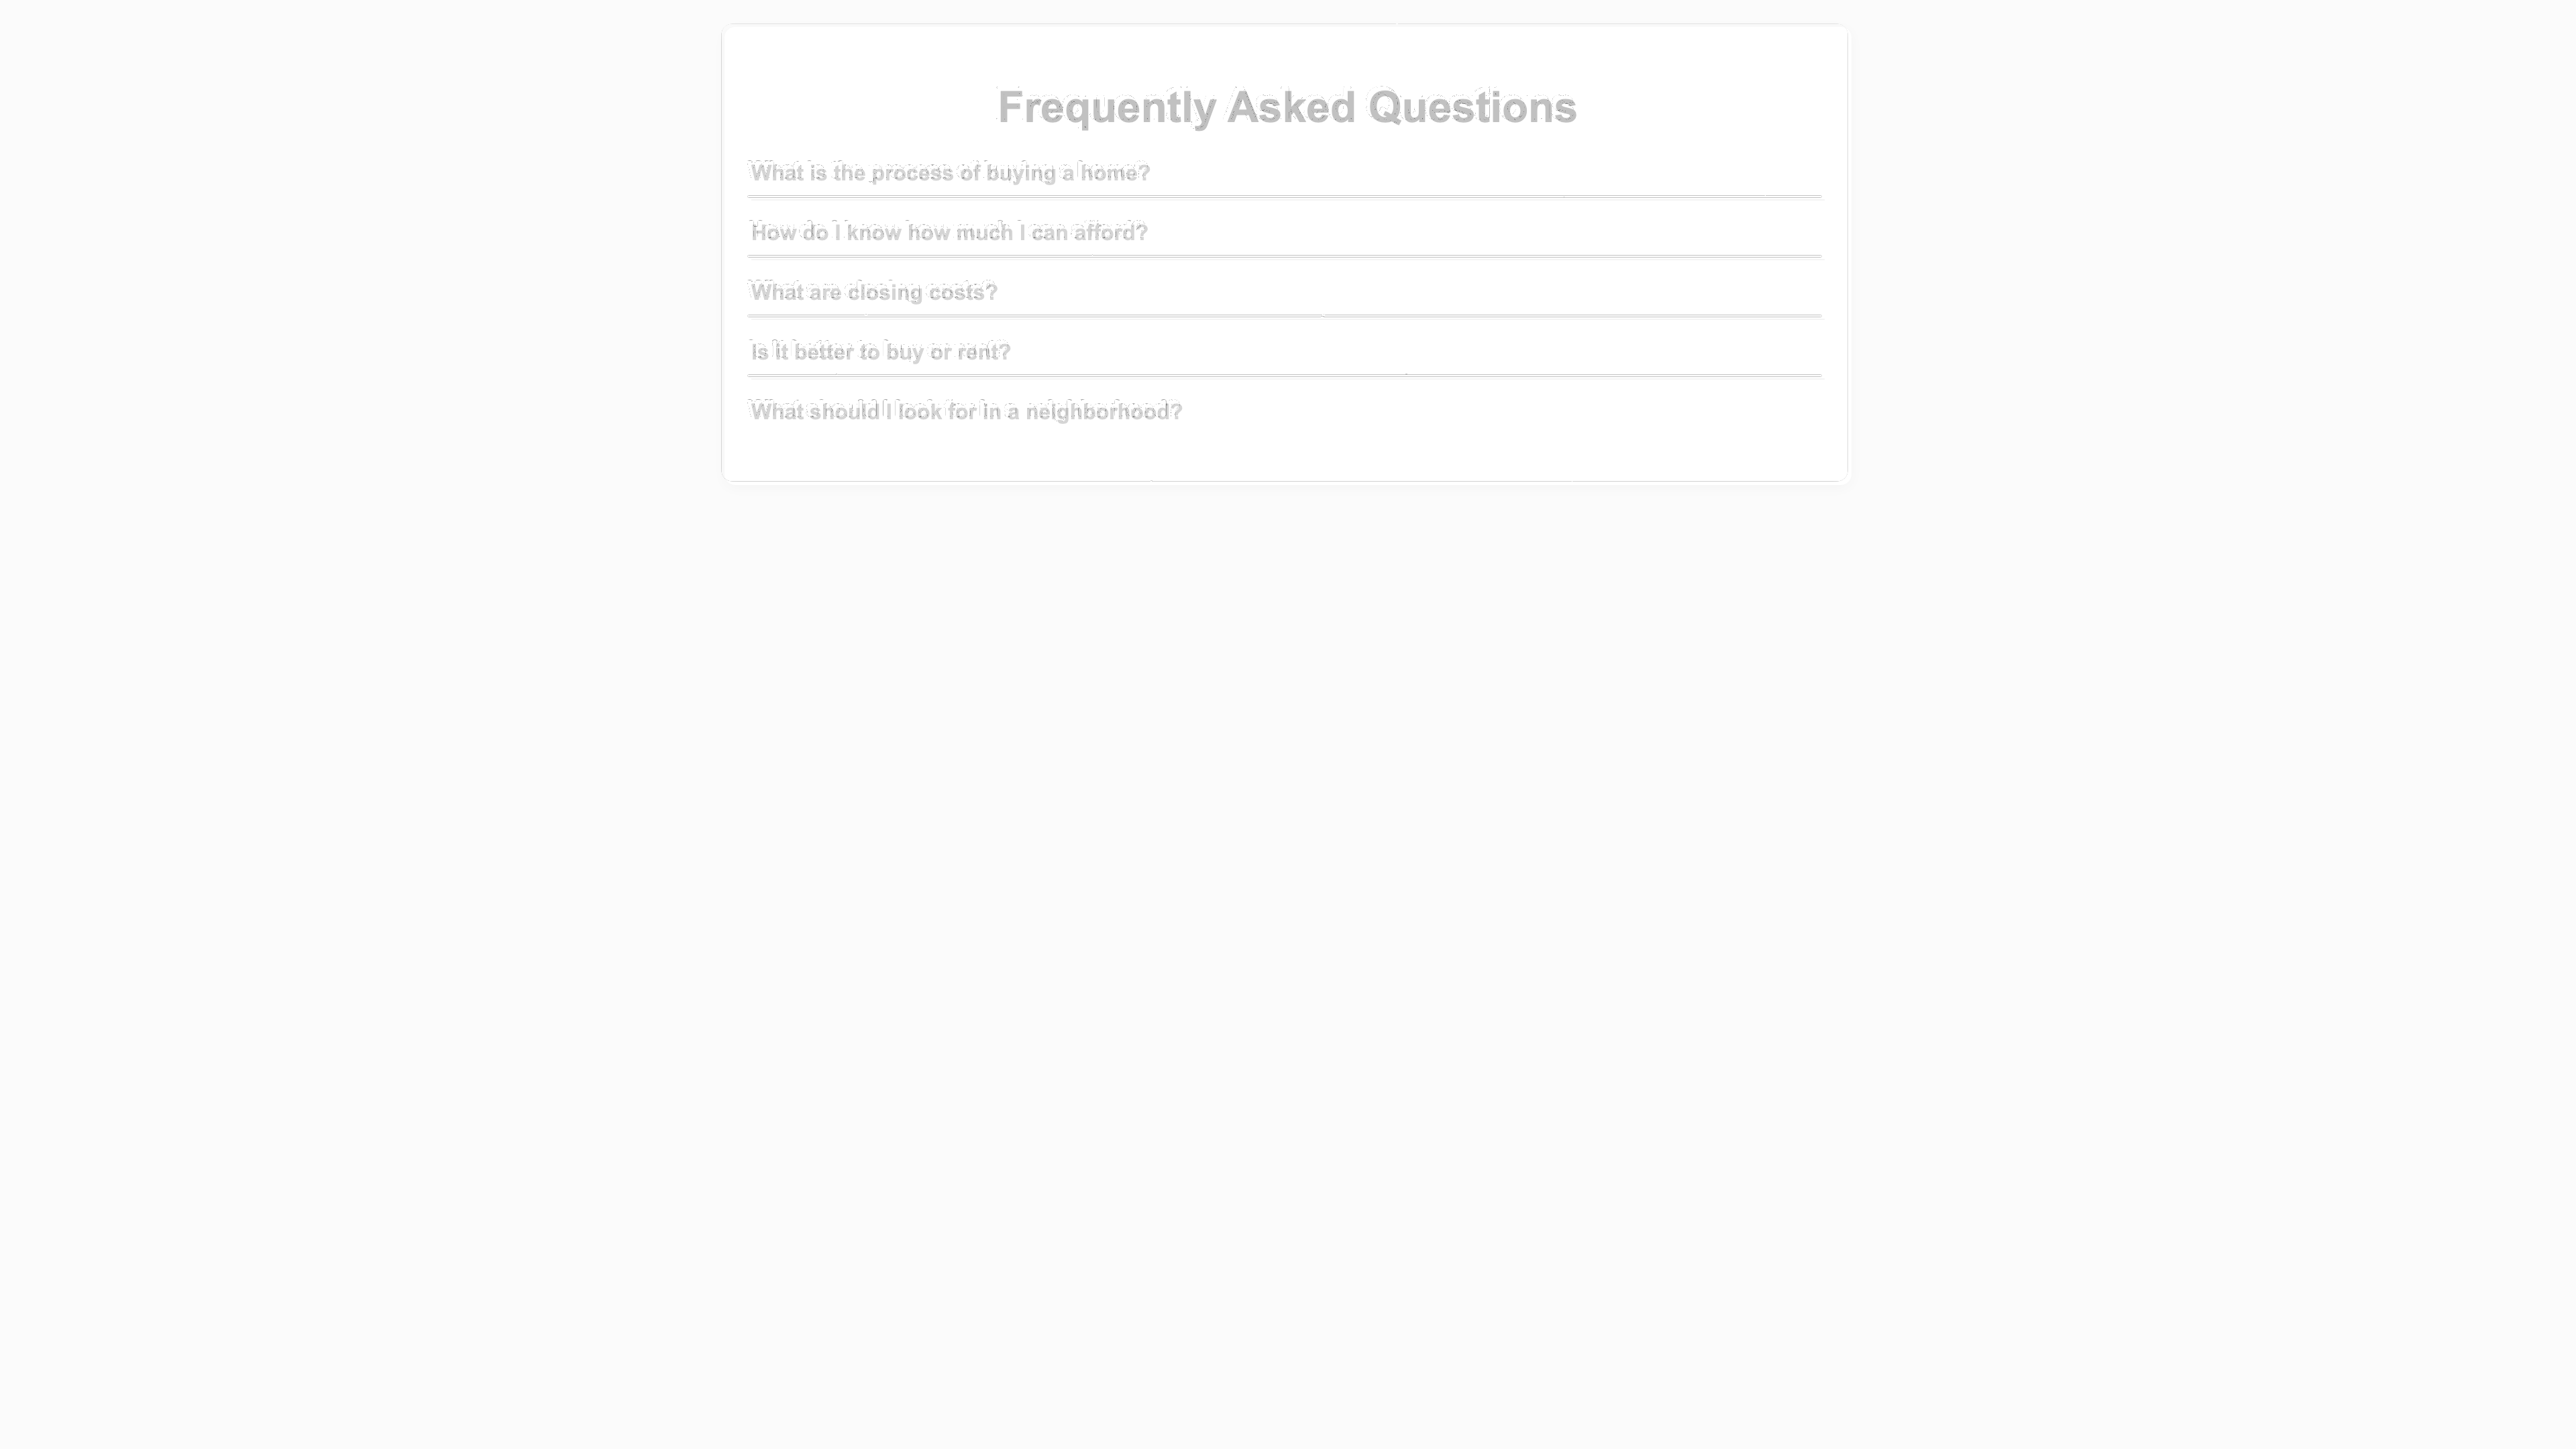 Frequently Asked Questions
What is the process of buying a home?
How do I know how much I can afford?
What are closing costs?
Is it better to buy or rent?
What should I look for in a neighborhood?